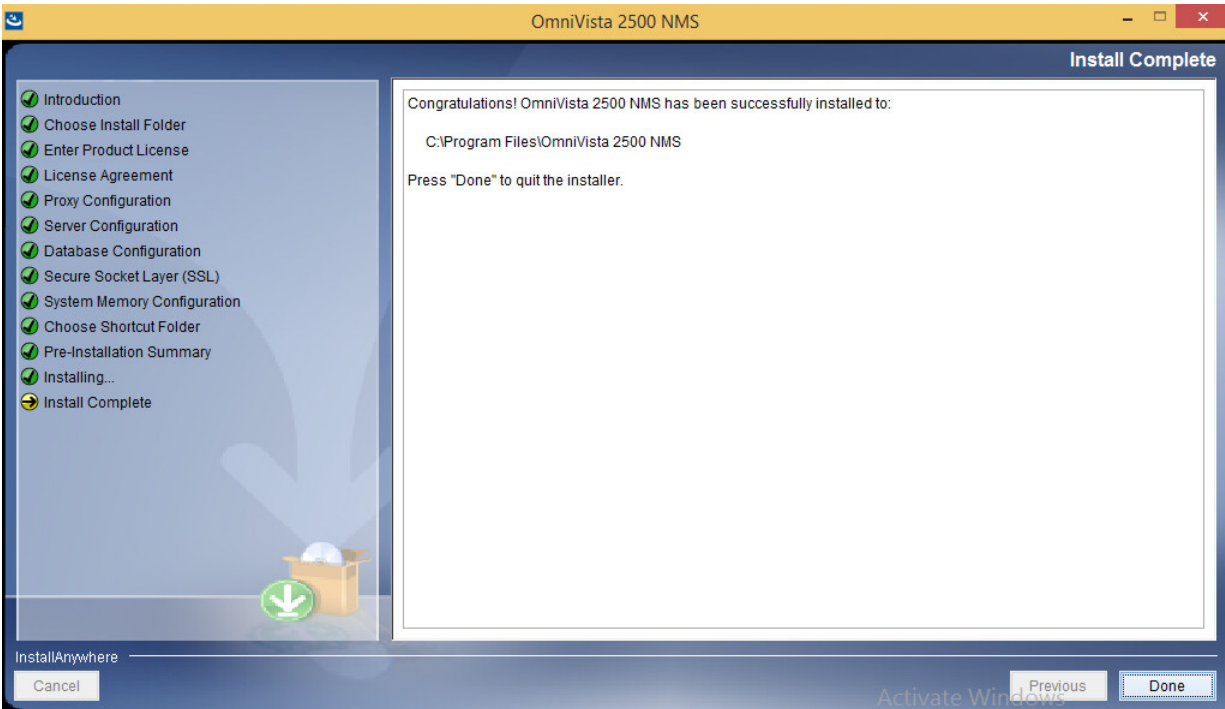 OmniVista 2500 NMS
Install Complete
Introduction
Choose Install Folder
Enter Product License
License Agreement
Proxy Configuration
Server Configuration
Database Configuration
Secure Socket Layer (SSL)
System Memory Configuration
Choose Shortcut Folder
Pre-Installation Summary
Installing...
Install Complete
Congratulations! OmniVista 2500 NMS has been successfully installed to:
C:\Program Files\OmniVista 2500 NMS
Press "Done" to quit the installer.
InstallAnywhere
Cancel
Previous
Done
Activate Windows